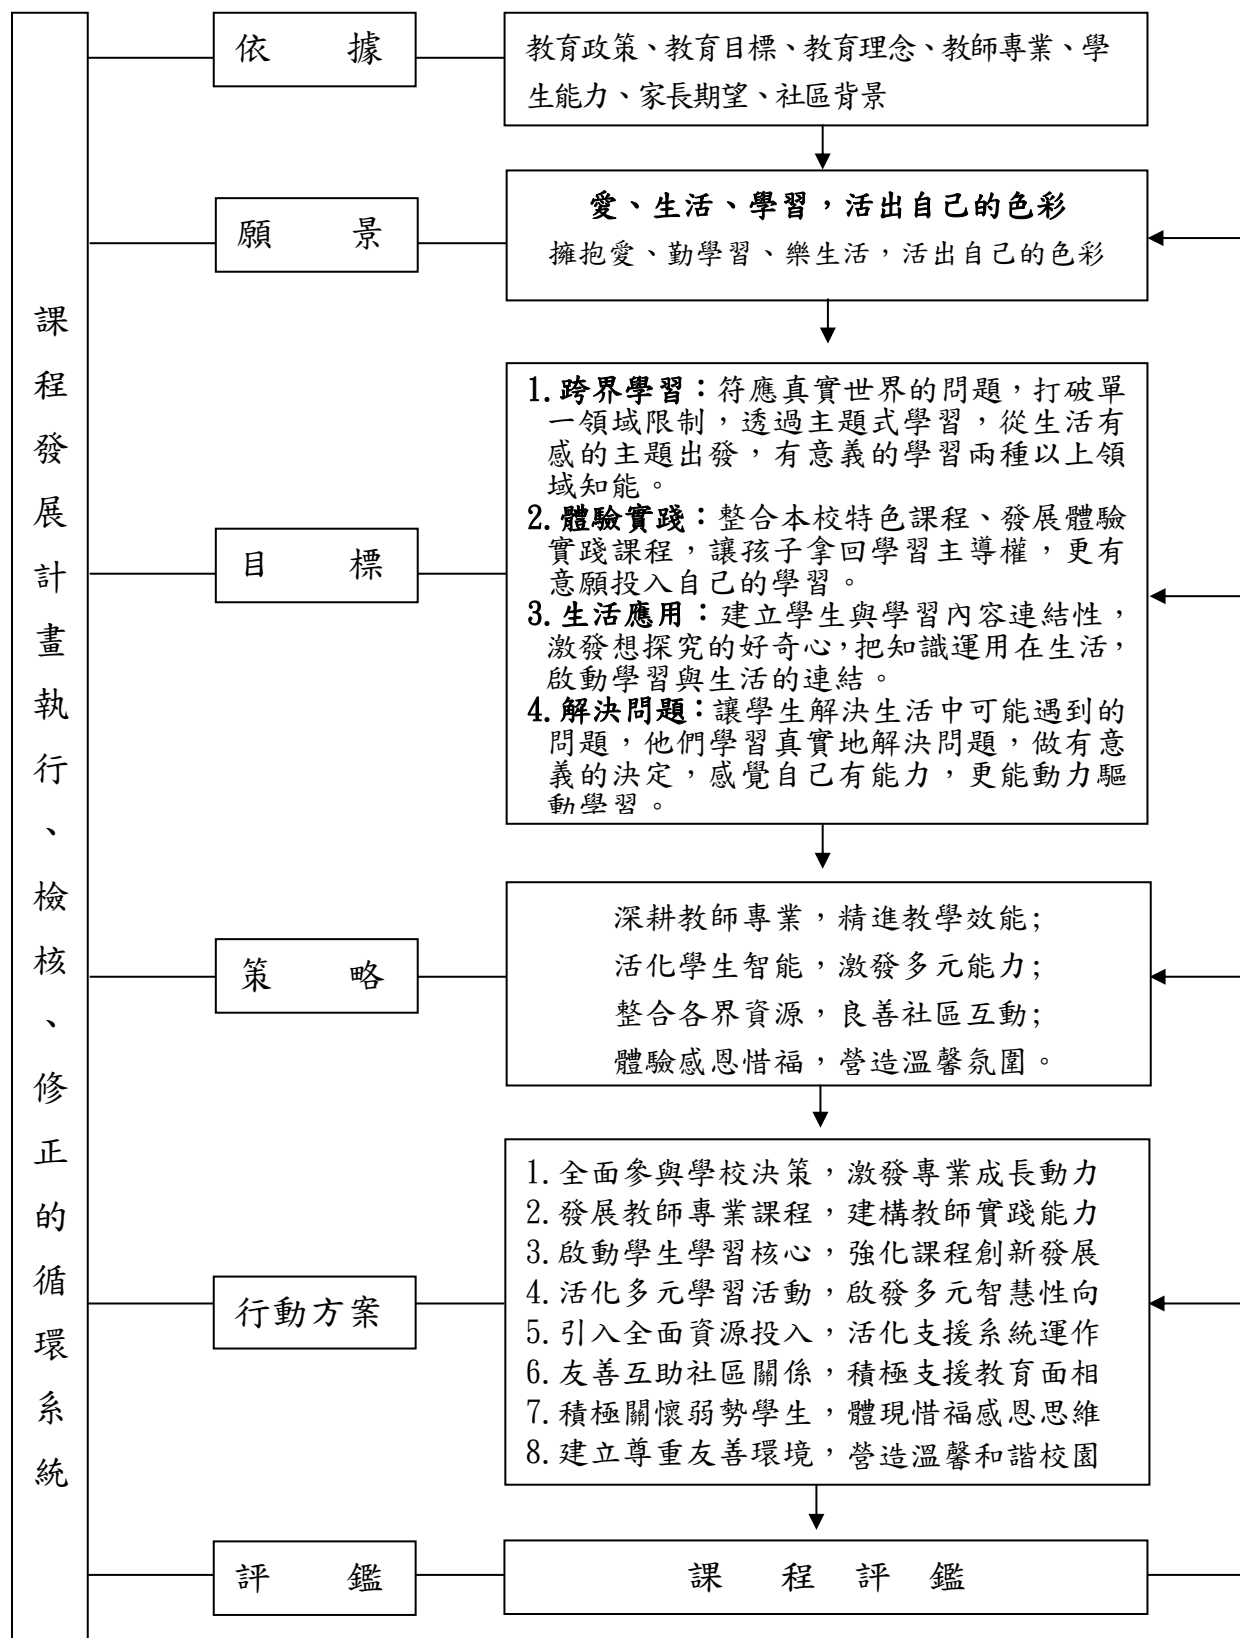 課程發展計畫執行、檢核、修正的循環系統
依據
教育政策、教育目標、教育理念、教師專業、學
生能力、家長期望、社區背景
願景
愛、生活、學習，活出自己的色彩
擁抱愛、勤學習、樂生活，活出自己的色彩
目標
1.跨界學習：符應真實世界的問題，打破單
一領域限制，透過主題式學習，從生活有
感的主題出發，有意義的學習兩種以上領
域知能。
2.體驗實踐：整合本校特色課程、發展體驗
實踐課程，讓孩子拿回學習主導權，更有
意願投入自己的學習。
3.生活應用：建立學生與學習內容連結性，
激發想探究的好奇心，把知識運用在生活，
啟動學習與生活的連結。
4.解決問題：讓學生解決生活中可能遇到的
問題，他們學習真實地解決問題，做有意
義的決定，感覺自己有能力，更能動力驅
動學習。
策略
深耕教師專業，精進教學效能;
活化學生智能，激發多元能力;
整合各界資源，良善社區互動;
體驗感恩惜福，營造溫馨氛圍。
行動方案
1.全面參與學校決策，激發專業成長動力
2.發展教師專業課程，建構教師實踐能力
3.啟動學生學習核心，強化課程創新發展
4.活化多元學習活動，啟發多元智慧性向
5.引入全面資源投入，活化支援系統運作
6.友善互助社區關係，積極支援教育面相
7.積極關懷弱勢學生，體現惜福感恩思維
8.建立尊重友善環境，營造溫馨和諧校園
評鑑
課程評鑑